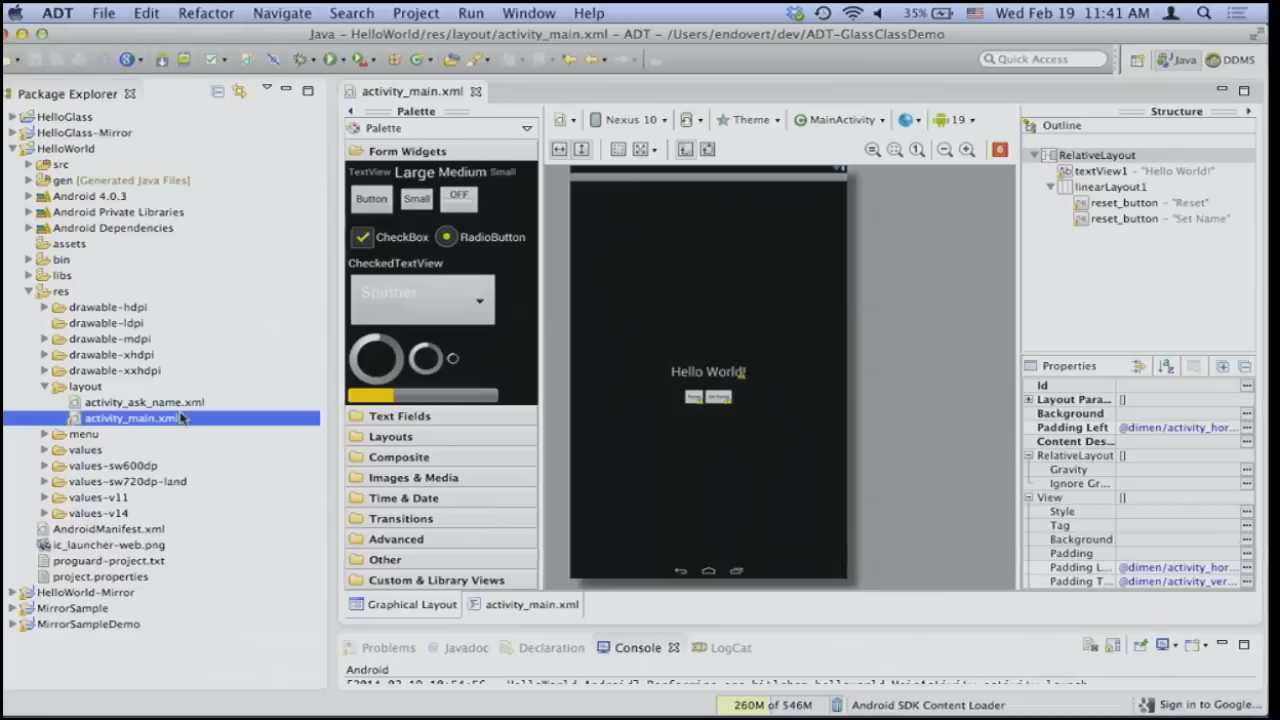 ADT File Edit Refactor Navigate Search Project Run Window Help 35% Wed Feb 19 11:41 AM
Java – HelloWorld/res/layout/activity_main.xml – ADT – /Users/endovert/dev/ADT-GlassClassDemo
Quick Access Java DDMS
Package Explorer
HelloGlass
HelloGlass-Mirror
HelloWorld
src
gen [Generated Java Files]
Android 4.0.3
Android Private Libraries
Android Dependencies
assets
bin
libs
res
drawable-hdpi
drawable-ldpi
drawable-mdpi
drawable-xhdpi
drawable-xxhdpi
layout
activity_ask_name.xml
activity_main.xml
menu
values
values-sw600dp
values-sw720dp-land
values-v11
values-v14
AndroidManifest.xml
ic_launcher-web.png
proguard-project.txt
project.properties
HelloWorld-Mirror
MirrorSample
MirrorSampleDemo
activity_main.xml
Palette
Palette
Form Widgets
TextView Large Medium Small
Button Small OFF
CheckBox RadioButton
CheckedTextView
Spinner
Text Fields
Layouts
Composite
Images & Media
Time & Date
Transitions
Advanced
Other
Custom & Library Views
Graphical Layout activity_main.xml
Nexus 10 Theme MainActivity 19
6
Hello World!
Structure
Outline
RelativeLayout
textView1 – "Hello World!"
linearLayout1
reset_button – "Reset"
reset_button – "Set Name"
Properties
Id
Layout Para... []
Background
Padding Left @dimen/activity_hor...
Content Des...
RelativeLayout []
Gravity
Ignore Gr...
View []
Style
Tag
Background
Padding
Padding L... @dimen/activity_hor...
Padding T... @dimen/activity_ver...
Problems Javadoc Declaration Console LogCat
Android
260M of 546M Android SDK Content Loader Sign in to Google...